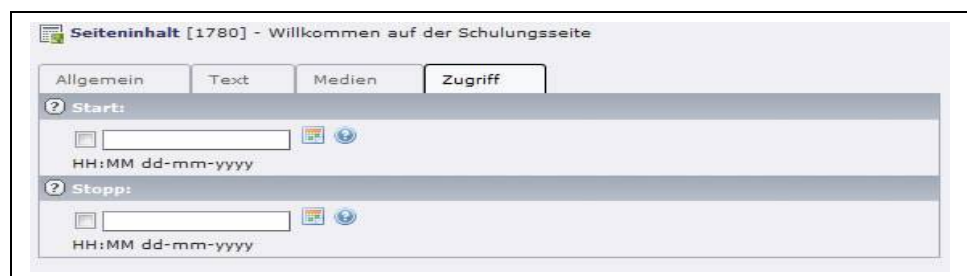 Seiteninhalt [1780] - Willkommen auf der Schulungsseite
Allgemein Text Medien Zugriff
Start:
HH:MM dd-mm-yyyy
Stopp:
HH:MM dd-mm-yyyy